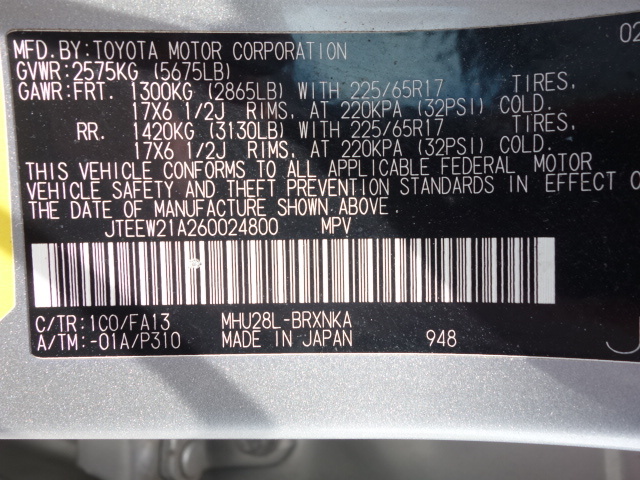 MFD.BY:TOYOTA MOTOR CORPORATION 02
GVWR:2575KG (5675LB)
GAWR:FRT. 1300KG (2865LB) WITH 225/65R17 TIRES,
17X6 1/2J RIMS, AT 220KPA (32PSI) COLD.
RR. 1420KG (3130LB) WITH 225/65R17 TIRES,
17X6 1/2J RIMS, AT 220KPA (32PSI) COLD.
THIS VEHICLE CONFORMS TO ALL APPLICABLE FEDERAL MOTOR
VEHICLE SAFETY AND THEFT PREVENTION STANDARDS IN EFFECT O
THE DATE OF MANUFACTURE SHOWN ABOVE.
JTEEW21A260024800 MPV
C/TR:1C0/FA13 MHU28L-BRXNKA
A/TM:-01A/P310 MADE IN JAPAN 948
J